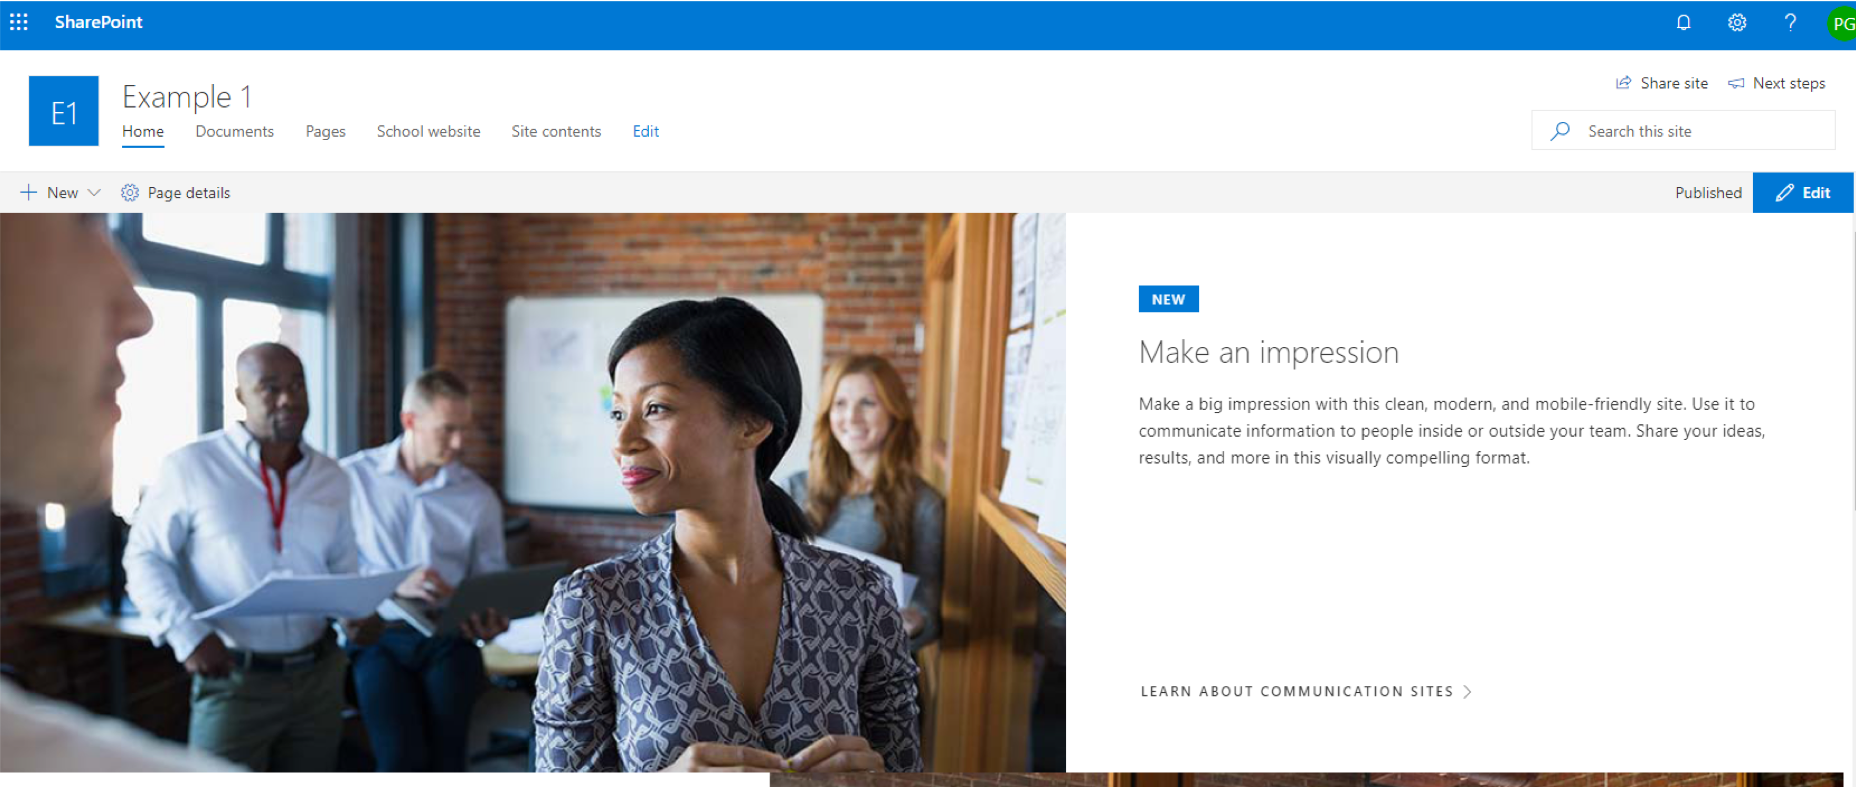 SharePoint
PG
E1
Example 1
Share site
Next steps
Home
Documents
Pages
School website
Site contents
Edit
Search this site
New
Page details
Published
Edit
NEW
Make an impression
Make a big impression with this clean, modern, and mobile-friendly site. Use it to
communicate information to people inside or outside your team. Share your ideas,
results, and more in this visually compelling format.
LEARN ABOUT COMMUNICATION SITES